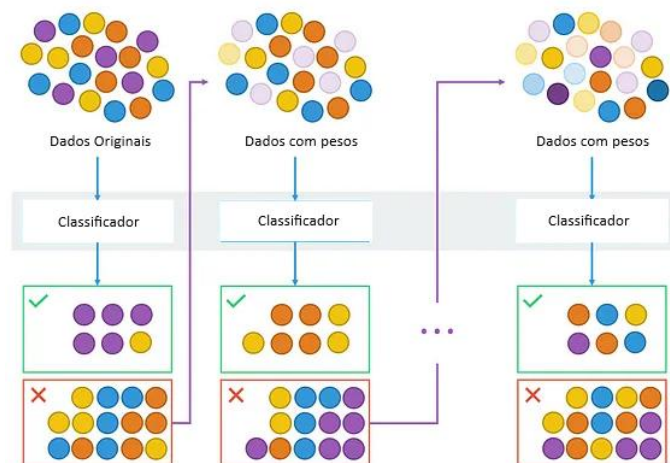 Dados Originais
Dados com pesos
Dados com pesos
Classificador
Classificador
Classificador